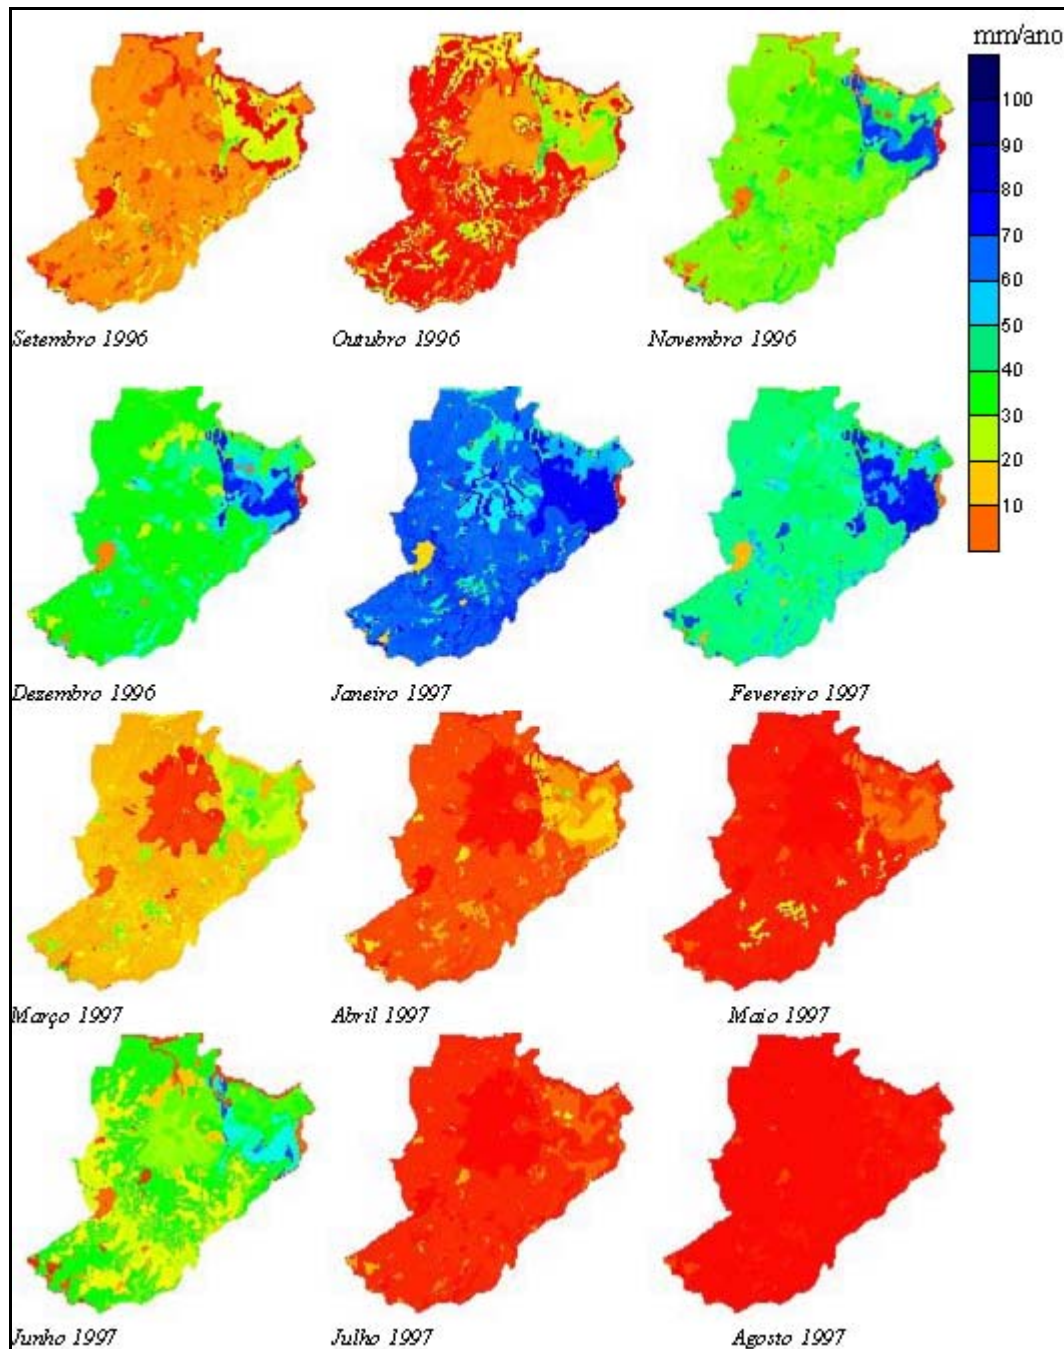 mm/ano
100
90
80
70
60
50
40
30
20
10
Setembro 1996
Outubro 1996
Novembro 1996
Dezembro 1996
Janeiro 1997
Fevereiro 1997
Março 1997
Abril 1997
Maio 1997
Junho 1997
Julho 1997
Agosto 1997